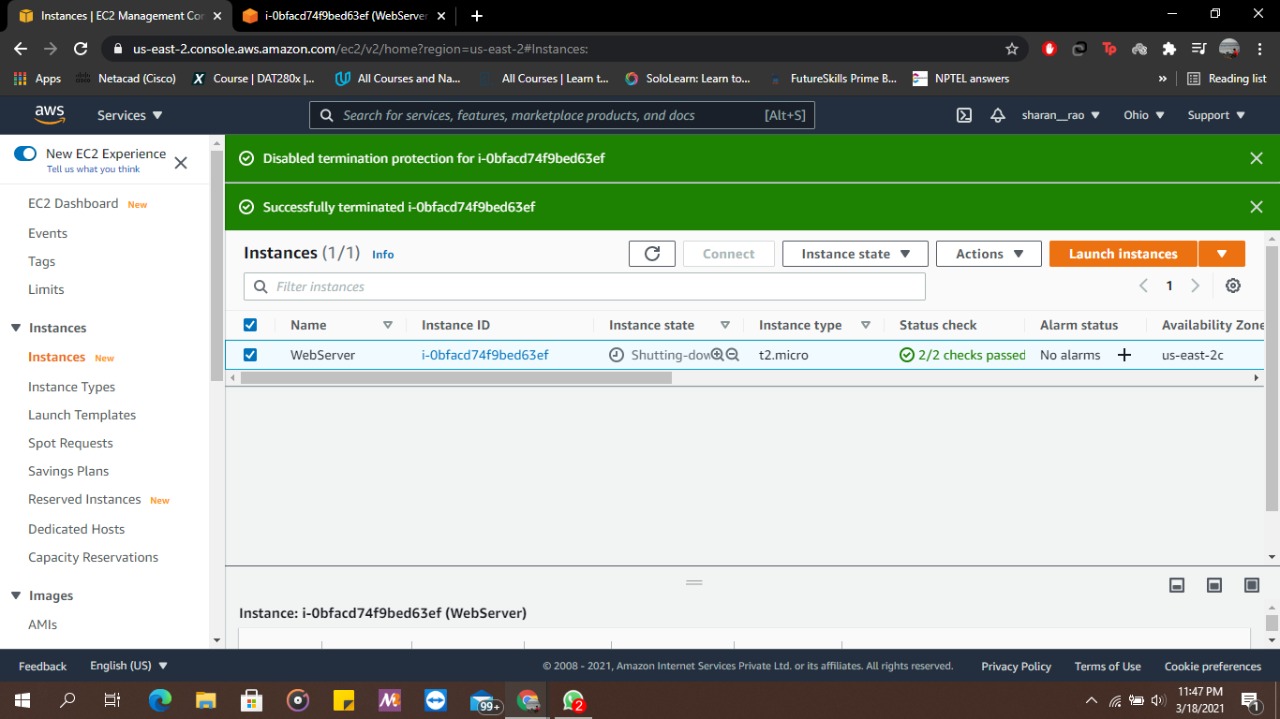 Instances | EC2 Management Con
i-0bfacd74f9bed63ef (WebServer
us-east-2.console.aws.amazon.com/ec2/v2/home?region=us-east-2#Instances:
Apps
Netacad (Cisco)
Course | DAT280x |...
All Courses and Na...
All Courses | Learn t...
SoloLearn: Learn to...
FutureSkills Prime B...
NPTEL answers
»
Reading list
aws
Services
Search for services, features, marketplace products, and docs
[Alt+S]
sharan__rao
Ohio
Support
New EC2 Experience
Tell us what you think
EC2 Dashboard New
Events
Tags
Limits
Instances
Instances New
Instance Types
Launch Templates
Spot Requests
Savings Plans
Reserved Instances New
Dedicated Hosts
Capacity Reservations
Images
AMIs
Disabled termination protection for i-0bfacd74f9bed63ef
Successfully terminated i-0bfacd74f9bed63ef
Instances (1/1) Info
Connect
Instance state
Actions
Launch instances
Filter instances
1
Name Instance ID Instance state Instance type Status check Alarm status Availability Zone
WebServer i-0bfacd74f9bed63ef Shutting-dow t2.micro 2/2 checks passed No alarms + us-east-2c
Instance: i-0bfacd74f9bed63ef (WebServer)
Feedback English (US) © 2008 - 2021, Amazon Internet Services Private Ltd. or its affiliates. All rights reserved. Privacy Policy Terms of Use Cookie preferences
99+
2
11:47 PM
3/18/2021
1